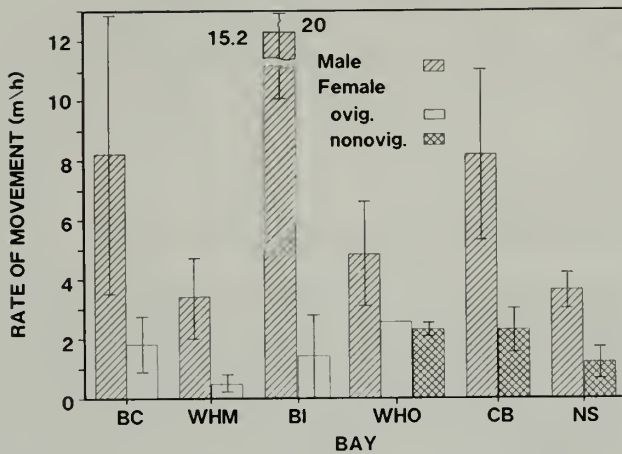 RATE OF MOVEMENT (m\h)
12
10
8
6
4
2
0
15.2
20
Male
Female
ovig.
nonovig.
BC WHM BI WHO CB NS
BAY